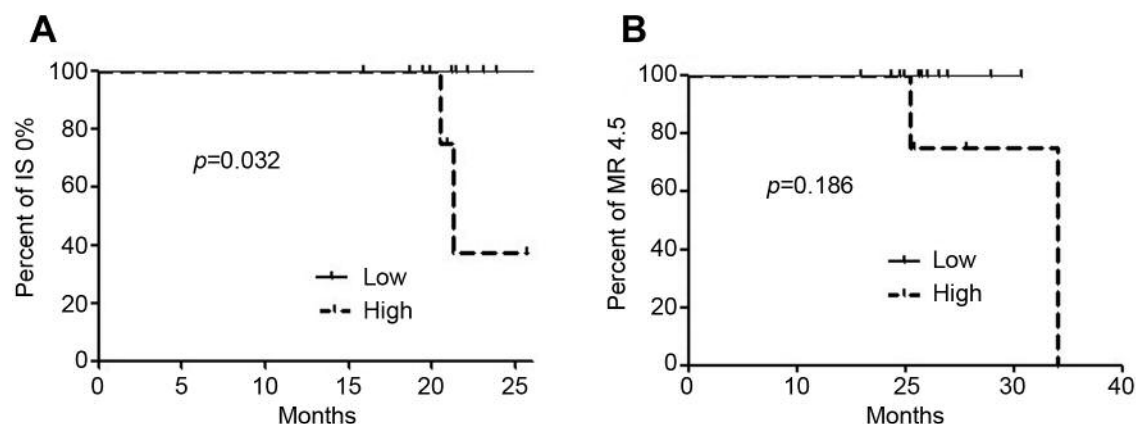 A
Percent of IS 0%
100
80
60
40
20
0
p=0.032
Low
High
0 5 10 15 20 25
Months
B
Percent of MR 4.5
100
80
60
40
20
0
p=0.186
Low
High
0 10 25 30 40
Months